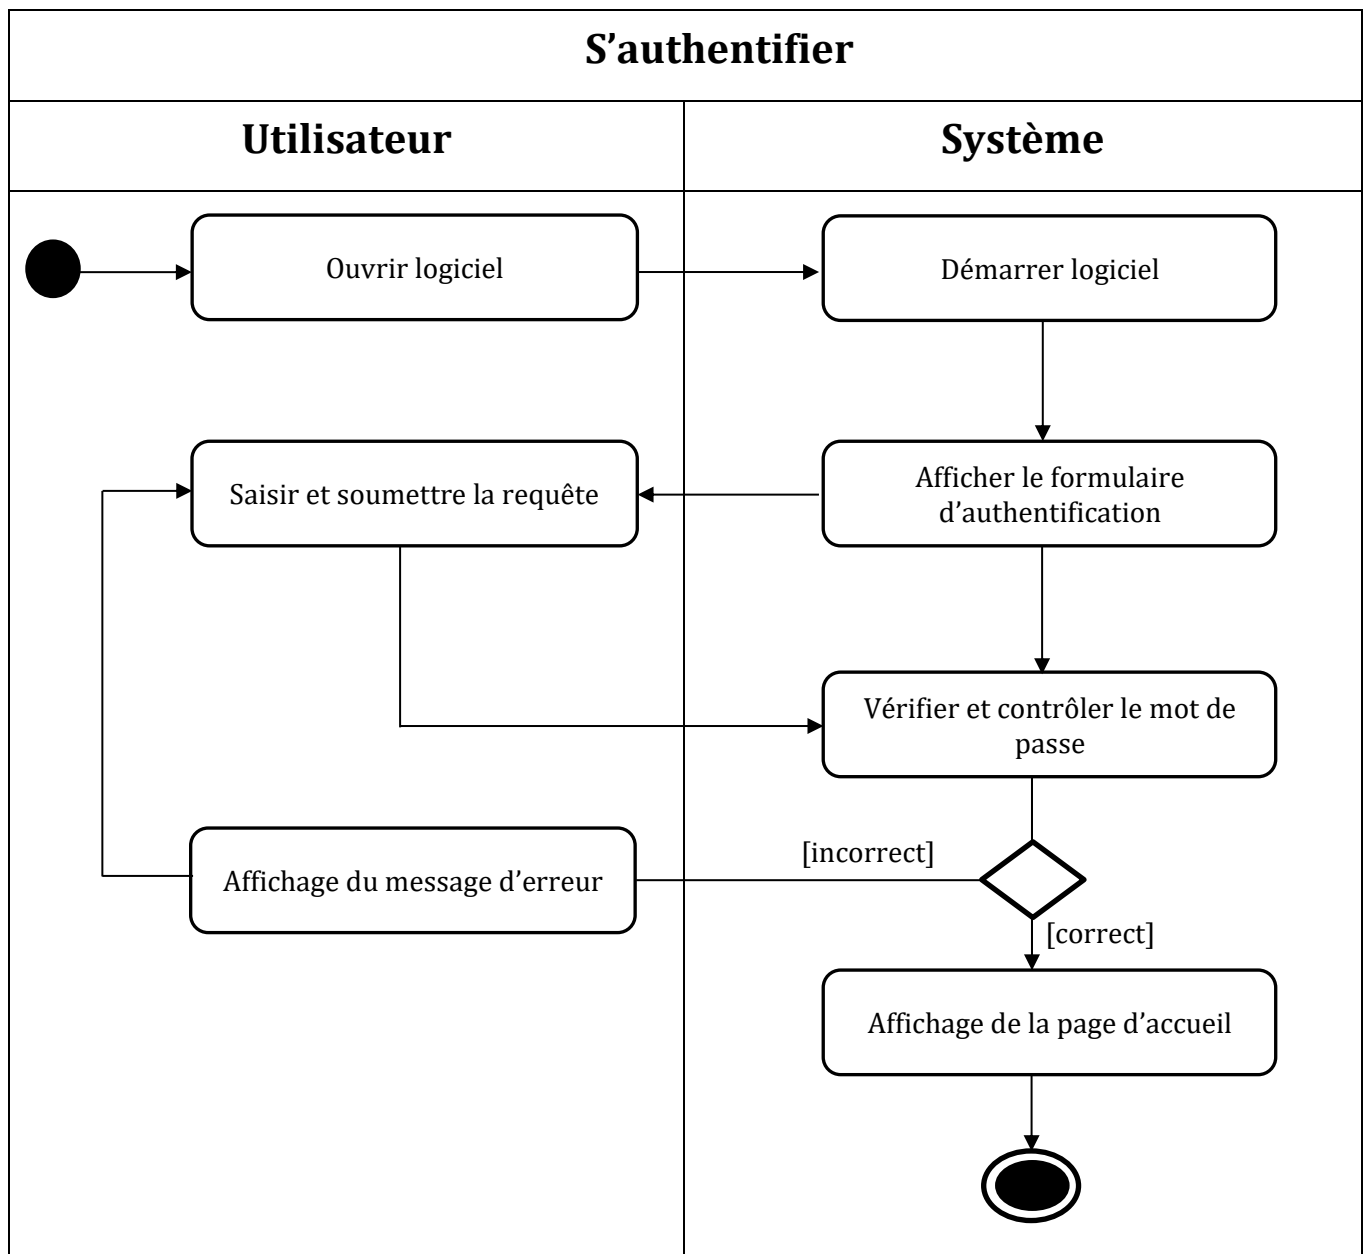 S’authentifier
Utilisateur
Système
Ouvrir logiciel
Démarrer logiciel
Saisir et soumettre la requête
Afficher le formulaire
d’authentification
Vérifier et contrôler le mot de
passe
[incorrect]
Affichage du message d’erreur
[correct]
Affichage de la page d’accueil